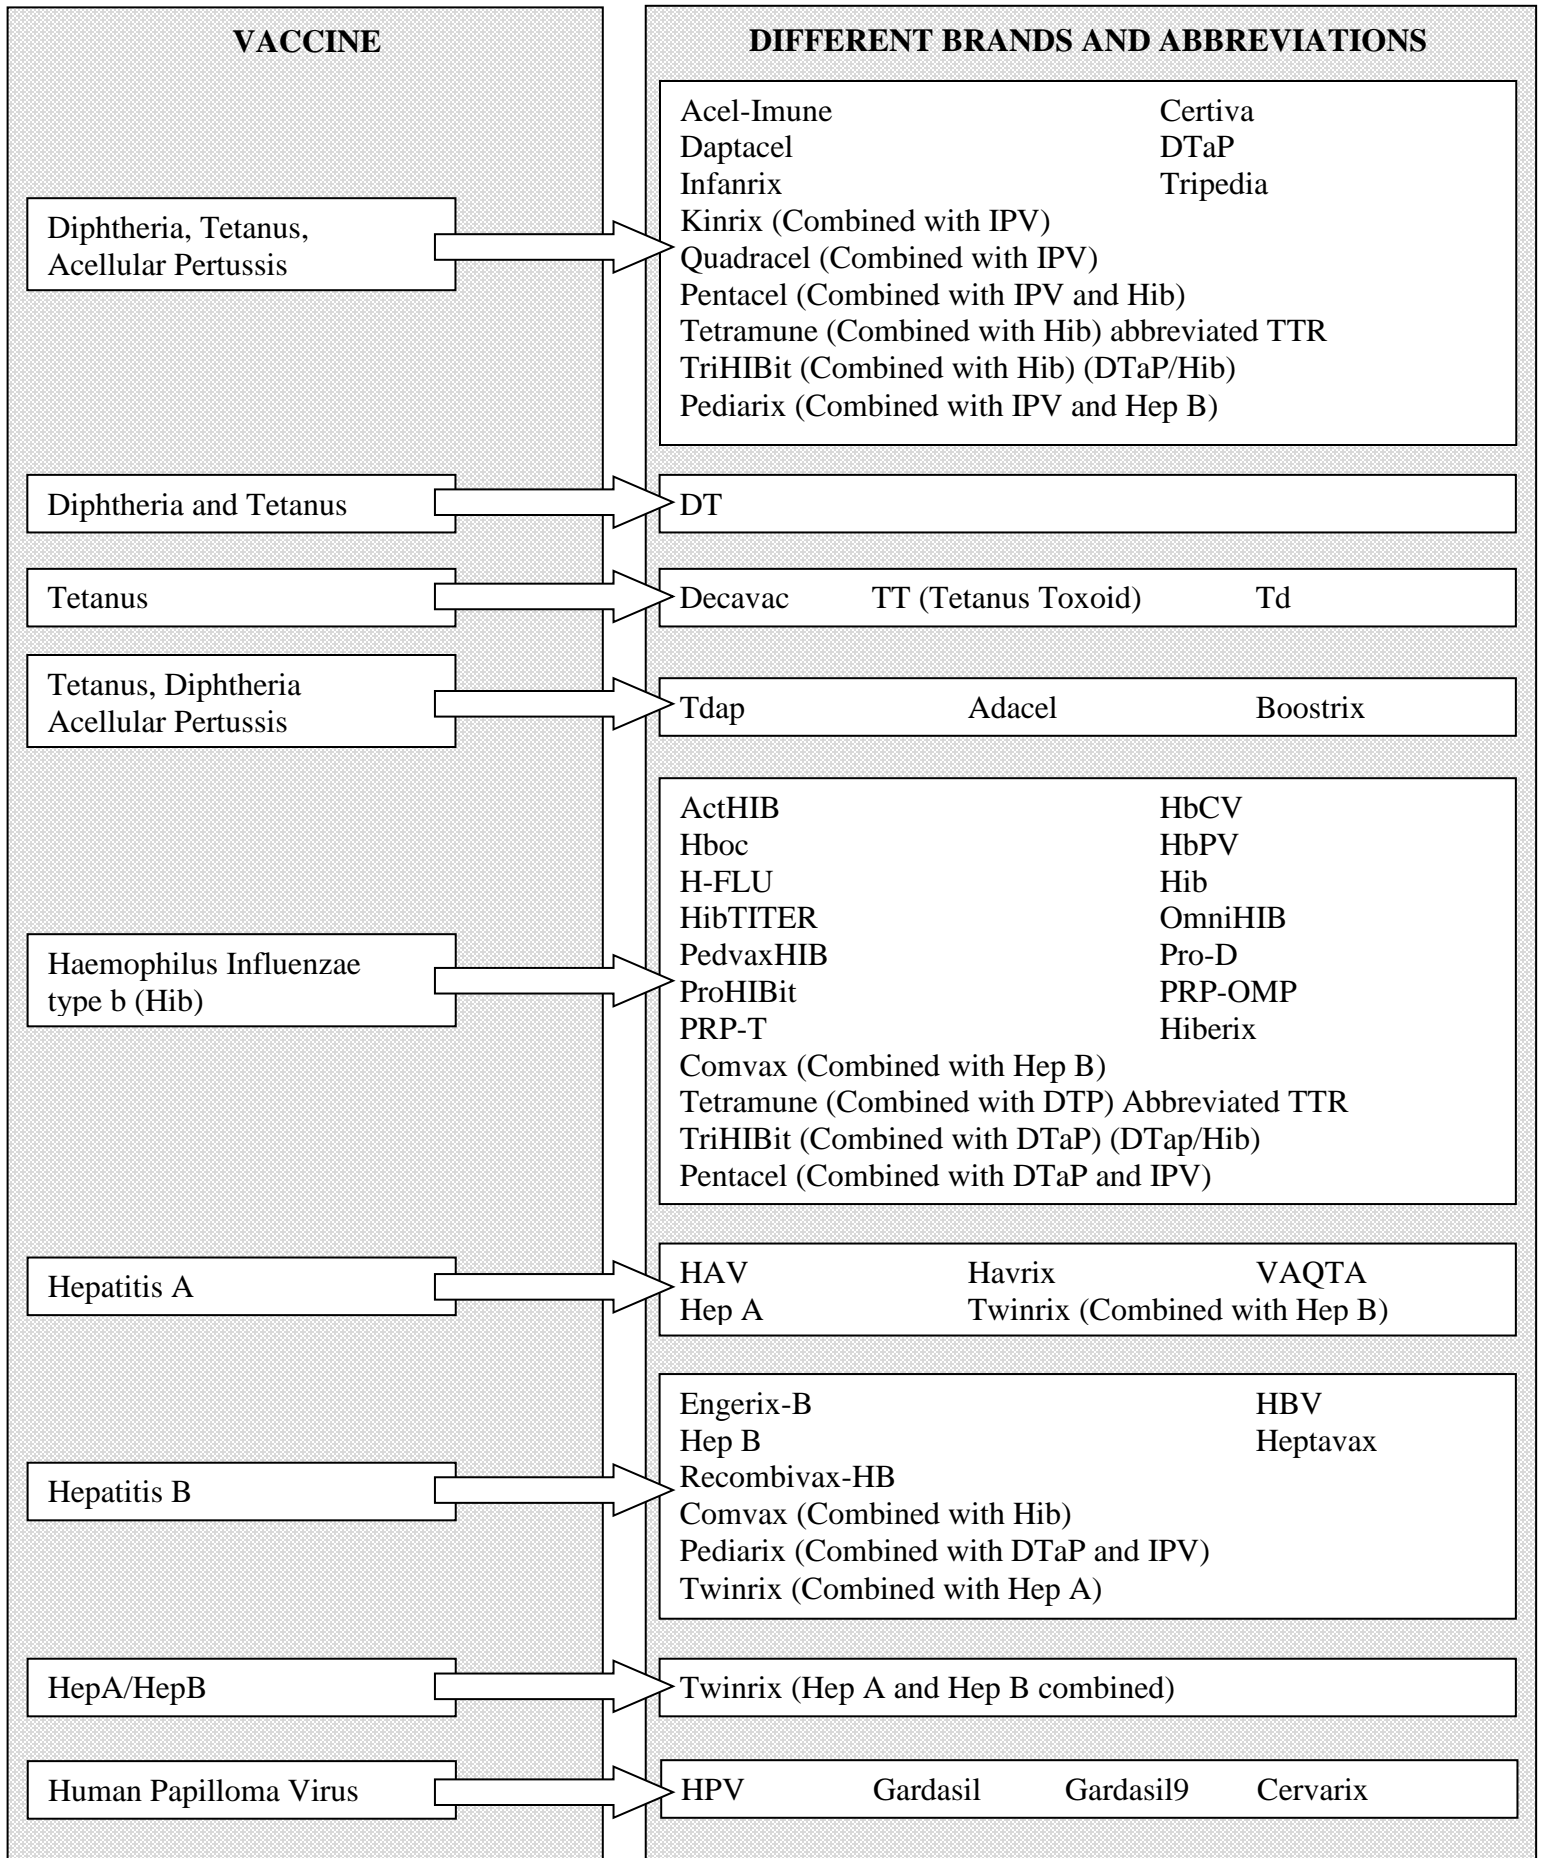 VACCINE
DIFFERENT BRANDS AND ABBREVIATIONS
Diphtheria, Tetanus,
Acellular Pertussis
Acel-Imune Certiva
Daptacel DTaP
Infanrix Tripedia
Kinrix (Combined with IPV)
Quadracel (Combined with IPV)
Pentacel (Combined with IPV and Hib)
Tetramune (Combined with Hib) abbreviated TTR
TriHIBit (Combined with Hib) (DTaP/Hib)
Pediarix (Combined with IPV and Hep B)
Diphtheria and Tetanus
DT
Tetanus
Decavac TT (Tetanus Toxoid) Td
Tetanus, Diphtheria
Acellular Pertussis
Tdap Adacel Boostrix
Haemophilus Influenzae
type b (Hib)
ActHIB HbCV
Hboc HbPV
H-FLU Hib
HibTITER OmniHIB
PedvaxHIB Pro-D
ProHIBit PRP-OMP
PRP-T Hiberix
Comvax (Combined with Hep B)
Tetramune (Combined with DTP) Abbreviated TTR
TriHIBit (Combined with DTaP) (DTap/Hib)
Pentacel (Combined with DTaP and IPV)
Hepatitis A
HAV Havrix VAQTA
Hep A Twinrix (Combined with Hep B)
Hepatitis B
Engerix-B HBV
Hep B Heptavax
Recombivax-HB
Comvax (Combined with Hib)
Pediarix (Combined with DTaP and IPV)
Twinrix (Combined with Hep A)
HepA/HepB
Twinrix (Hep A and Hep B combined)
Human Papilloma Virus
HPV Gardasil Gardasil9 Cervarix